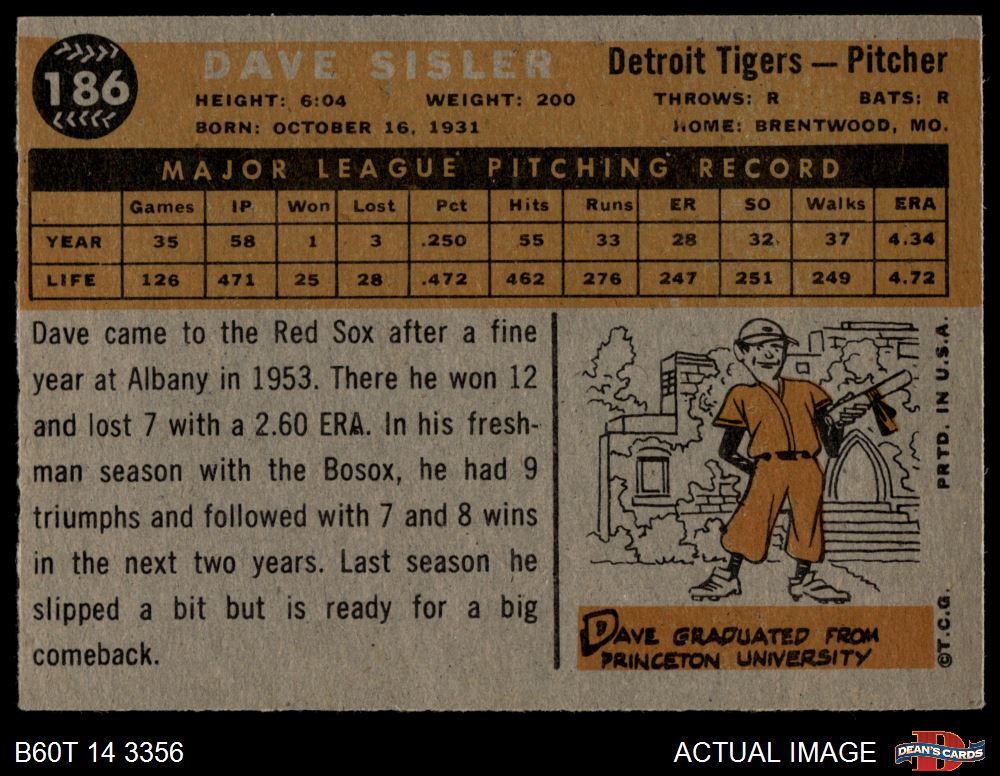 186
DAVE SISLER
Detroit Tigers — Pitcher
HEIGHT: 6:04 WEIGHT: 200 THROWS: R BATS: R
BORN: OCTOBER 16, 1931 HOME: BRENTWOOD, MO.
MAJOR LEAGUE PITCHING RECORD
Games IP Won Lost Pct Hits Runs ER SO Walks ERA
YEAR 35 58 1 3 .250 55 33 28 32 37 4.34
LIFE 126 471 25 28 .472 462 276 247 251 249 4.72
Dave came to the Red Sox after a fine
year at Albany in 1953. There he won 12
and lost 7 with a 2.60 ERA. In his fresh-
man season with the Bosox, he had 9
triumphs and followed with 7 and 8 wins
in the next two years. Last season he
slipped a bit but is ready for a big
comeback.
DAVE GRADUATED FROM
PRINCETON UNIVERSITY
©T.C.G. PRTD. IN U.S.A.
B60T 14 3356
ACTUAL IMAGE
D
DEAN'S CARDS